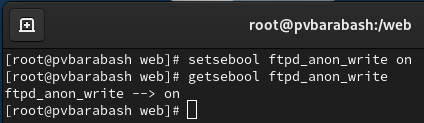 root@pvbarabash:/web
[root@pvbarabash web]# setsebool ftpd_anon_write on
[root@pvbarabash web]# getsebool ftpd_anon_write
ftpd_anon_write --> on
[root@pvbarabash web]#